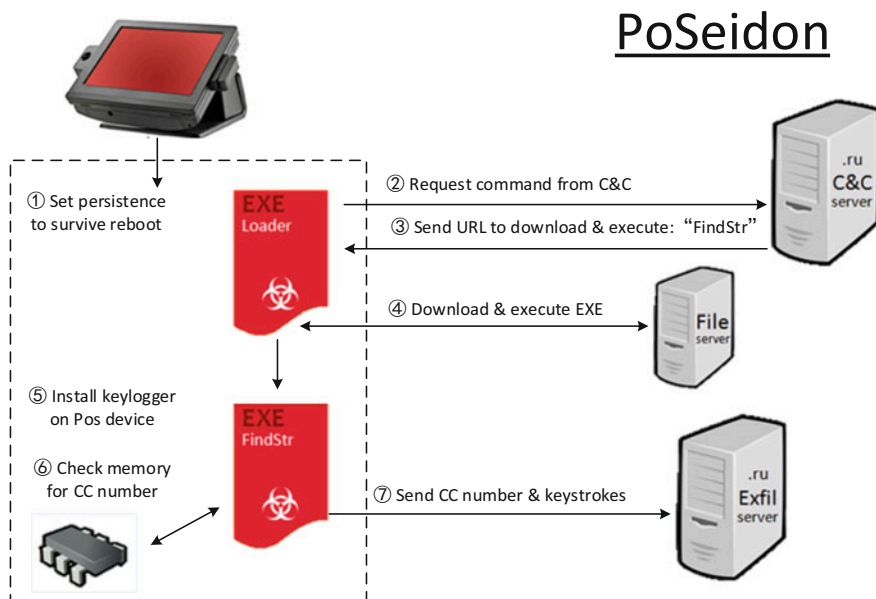 PoSeidon
① Set persistence
to survive reboot
EXE
Loader
② Request command from C&C
③ Send URL to download & execute: “FindStr”
.ru
C&C
server
④ Download & execute EXE
File
server
⑤ Install keylogger
on Pos device
EXE
FindStr
⑥ Check memory
for CC number
⑦ Send CC number & keystrokes
.ru
Exfil
server